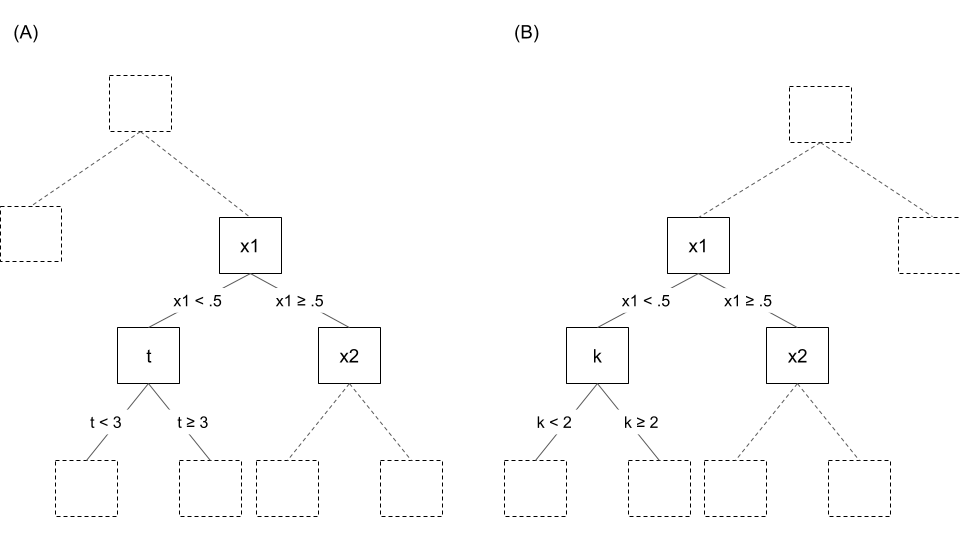 (A)
(B)
x1
x1
x1 < .5
x1 ≥ .5
x1 < .5
x1 ≥ .5
t
x2
k
x2
t < 3
t ≥ 3
k < 2
k ≥ 2